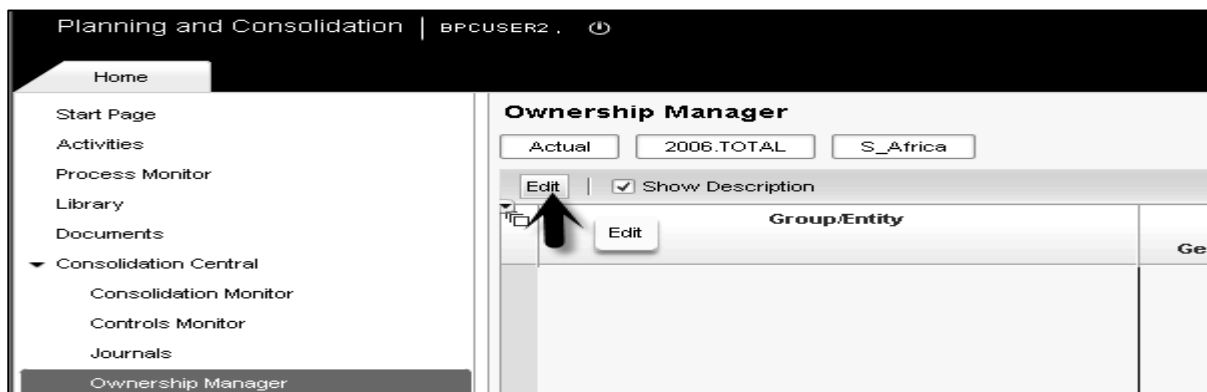 Planning and Consolidation | BPCUSER2 .
Home
Start Page
Activities
Process Monitor
Library
Documents
Consolidation Central
Consolidation Monitor
Controls Monitor
Journals
Ownership Manager
Ownership Manager
Actual 2006.TOTAL S_Africa
Edit | Show Description
Group/Entity
Edit
Ge